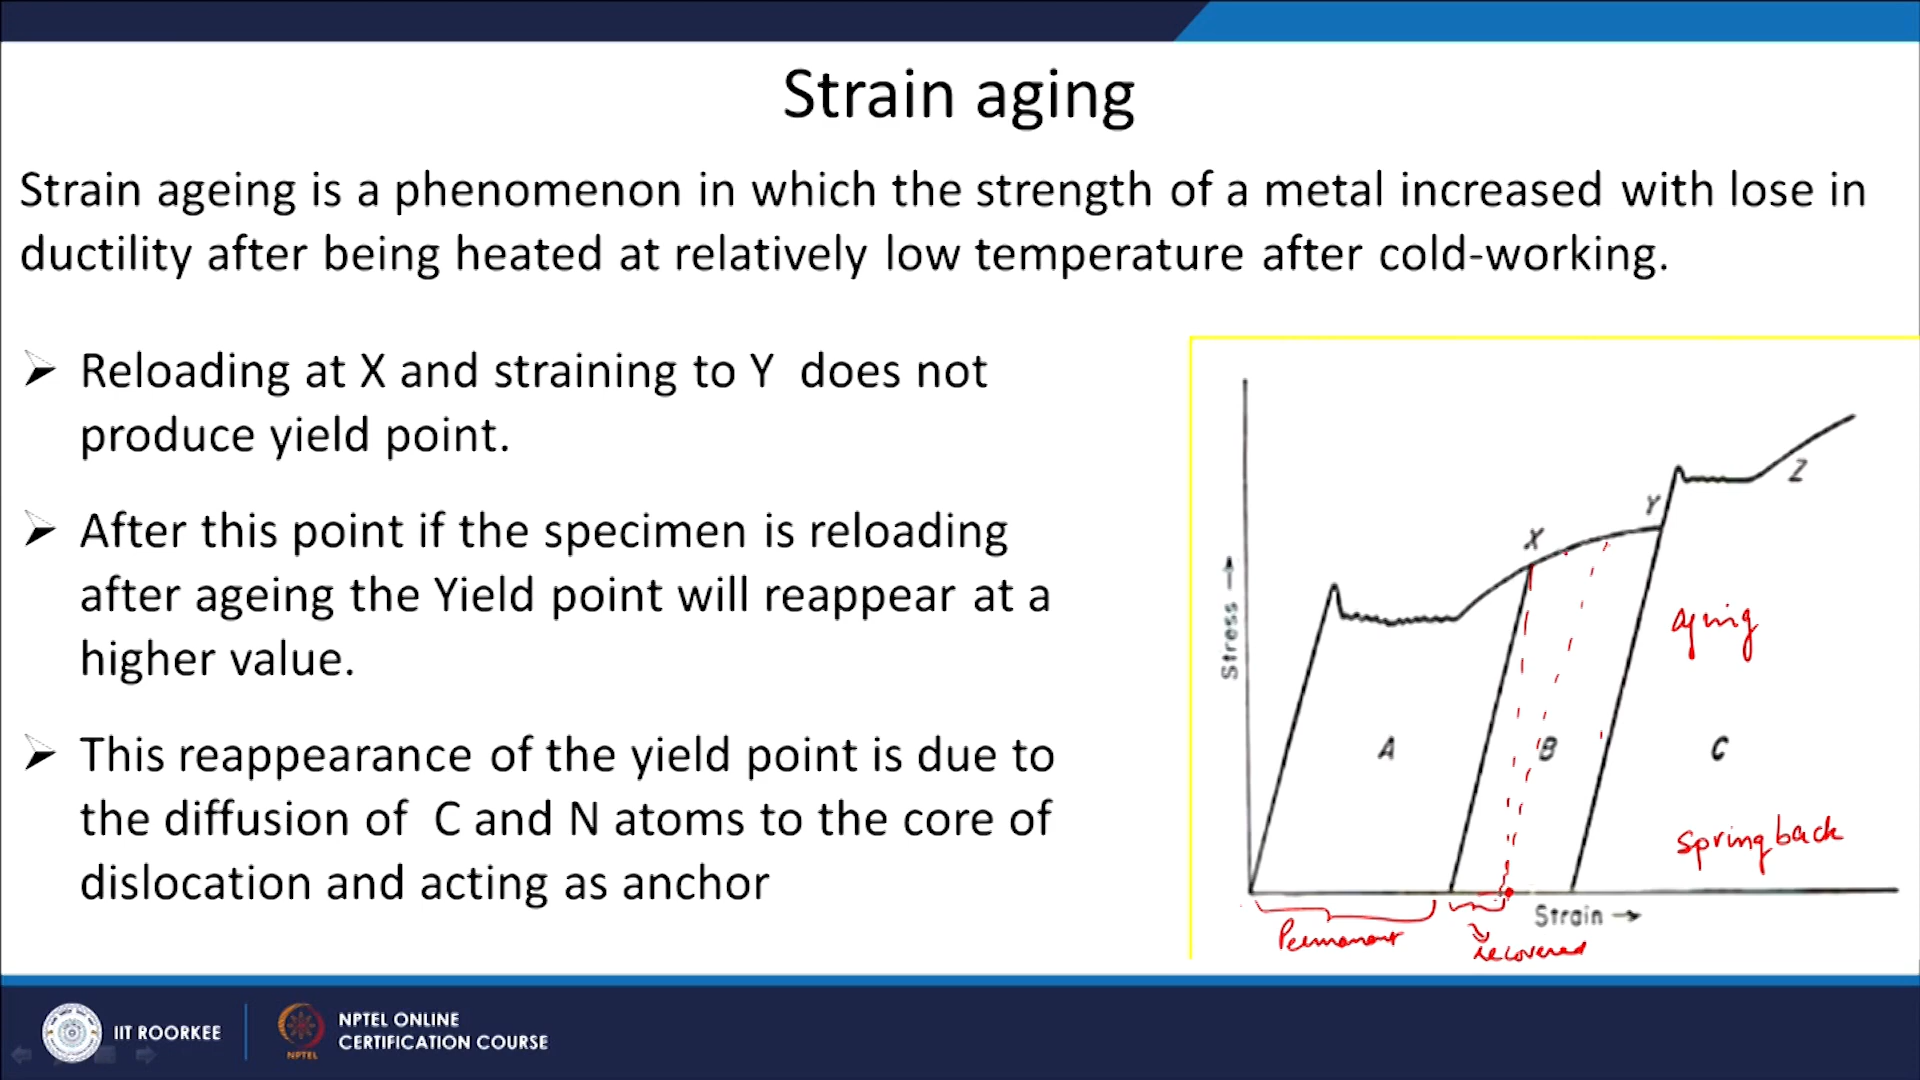 Strain aging
Strain ageing is a phenomenon in which the strength of a metal increased with lose in
ductility after being heated at relatively low temperature after cold-working.
Reloading at X and straining to Y does not
produce yield point.
After this point if the specimen is reloading
after ageing the Yield point will reappear at a
higher value.
This reappearance of the yield point is due to
the diffusion of C and N atoms to the core of
dislocation and acting as anchor
Stress
X
Y
Z
aging
A
B
C
springback
Strain
Permanent
recovered
IIT ROORKEE
NPTEL
NPTEL ONLINE
CERTIFICATION COURSE